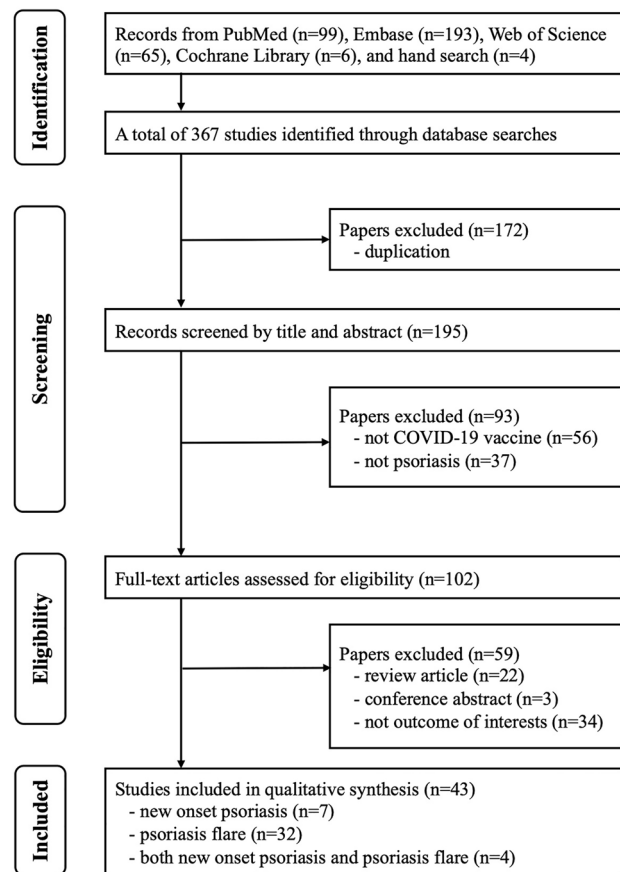 Identification
Records from PubMed (n=99), Embase (n=193), Web of Science
(n=65), Cochrane Library (n=6), and hand search (n=4)
A total of 367 studies identified through database searches
Screening
Papers excluded (n=172)
- duplication
Records screened by title and abstract (n=195)
Papers excluded (n=93)
- not COVID-19 vaccine (n=56)
- not psoriasis (n=37)
Eligibility
Full-text articles assessed for eligibility (n=102)
Papers excluded (n=59)
- review article (n=22)
- conference abstract (n=3)
- not outcome of interests (n=34)
Included
Studies included in qualitative synthesis (n=43)
- new onset psoriasis (n=7)
- psoriasis flare (n=32)
- both new onset psoriasis and psoriasis flare (n=4)